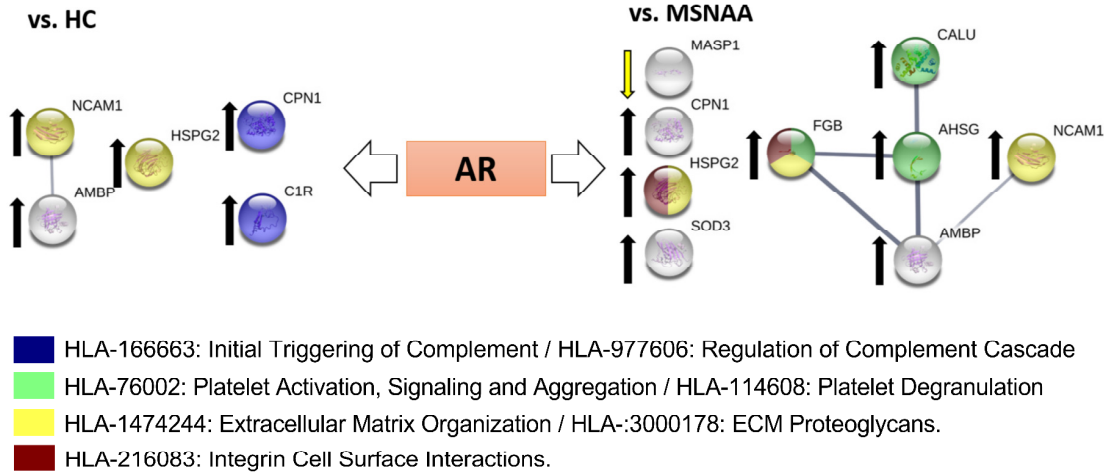 vs. HC
NCAM1
CPN1
HSPG2
AMBP
C1R
AR
vs. MSNAA
MASP1
CALU
CPN1
FGB
AHSG
NCAM1
HSPG2
SOD3
AMBP
HLA-166663: Initial Triggering of Complement / HLA-977606: Regulation of Complement Cascade
HLA-76002: Platelet Activation, Signaling and Aggregation / HLA-114608: Platelet Degranulation
HLA-1474244: Extracellular Matrix Organization / HLA-:3000178: ECM Proteoglycans.
HLA-216083: Integrin Cell Surface Interactions.